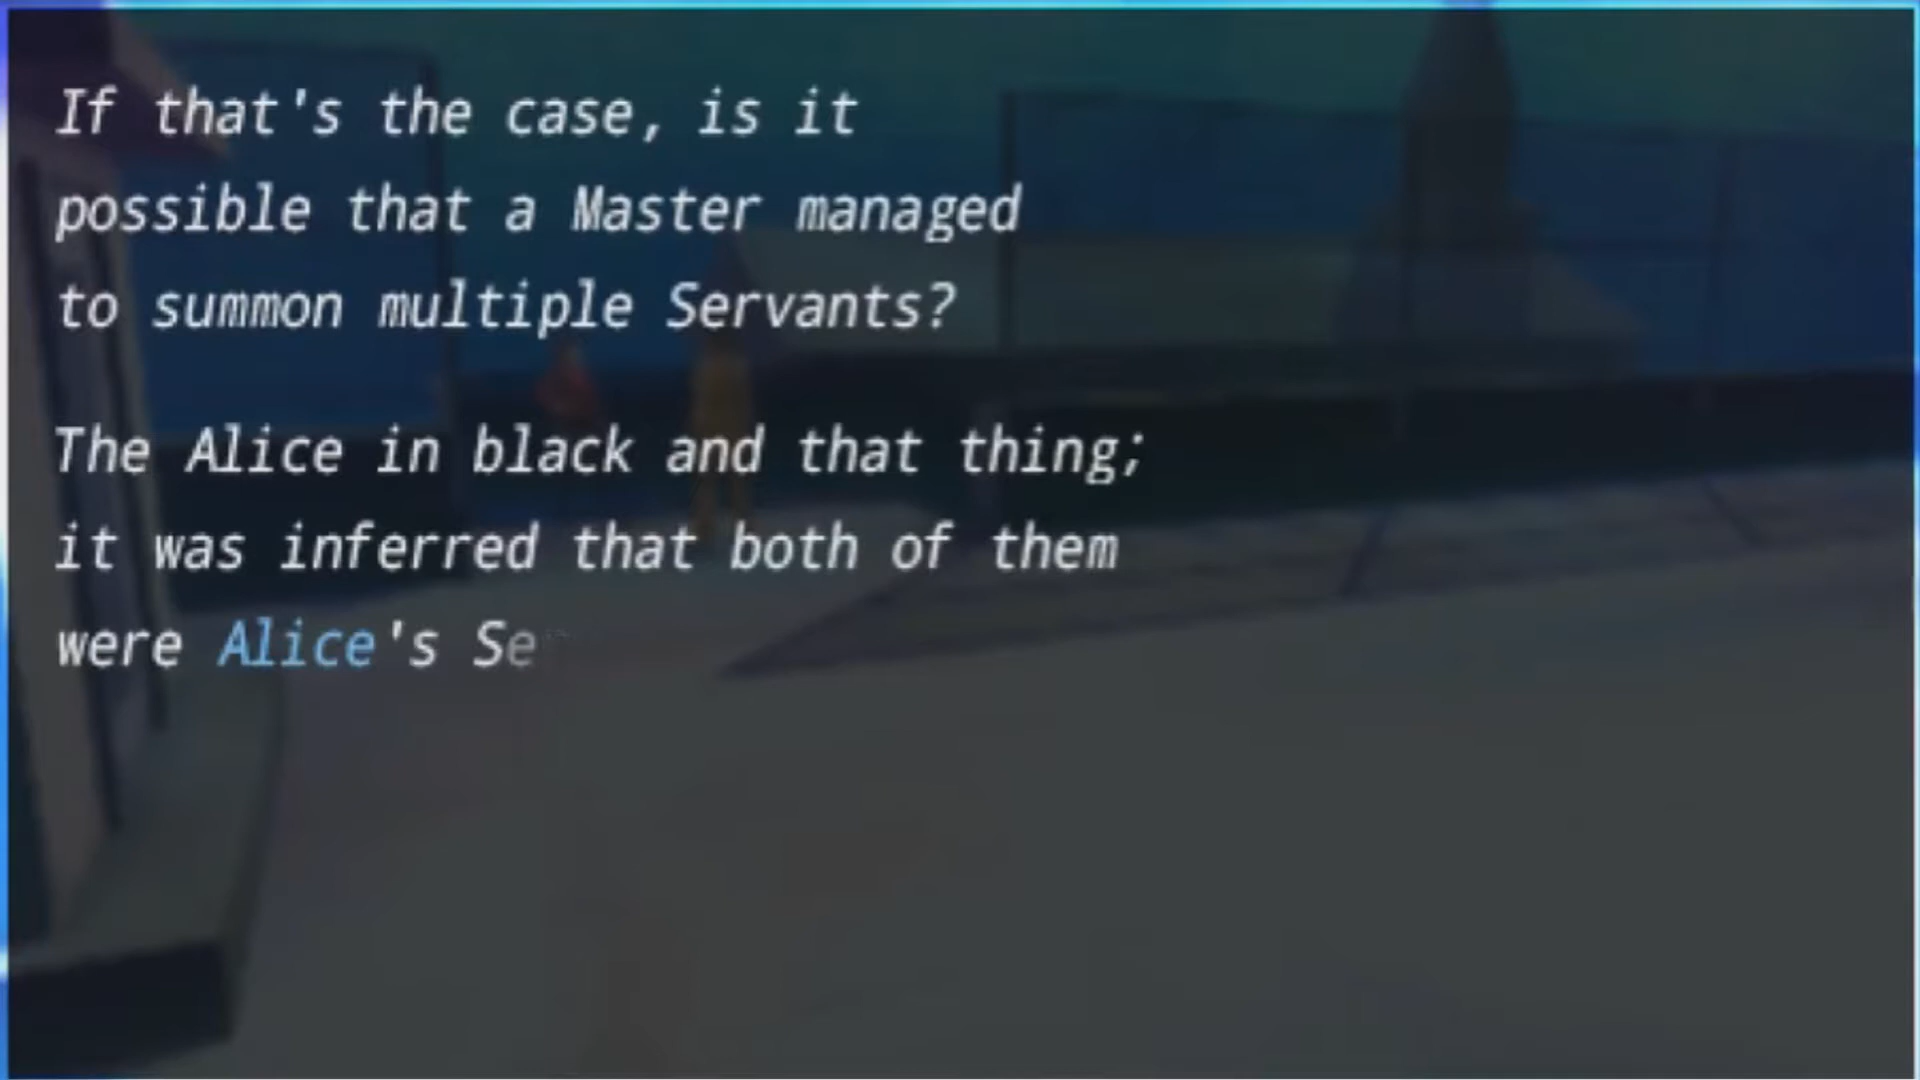 If that's the case, is it
possible that a Master managed
to summon multiple Servants?
The Alice in black and that thing;
it was inferred that both of them
were Alice's Se